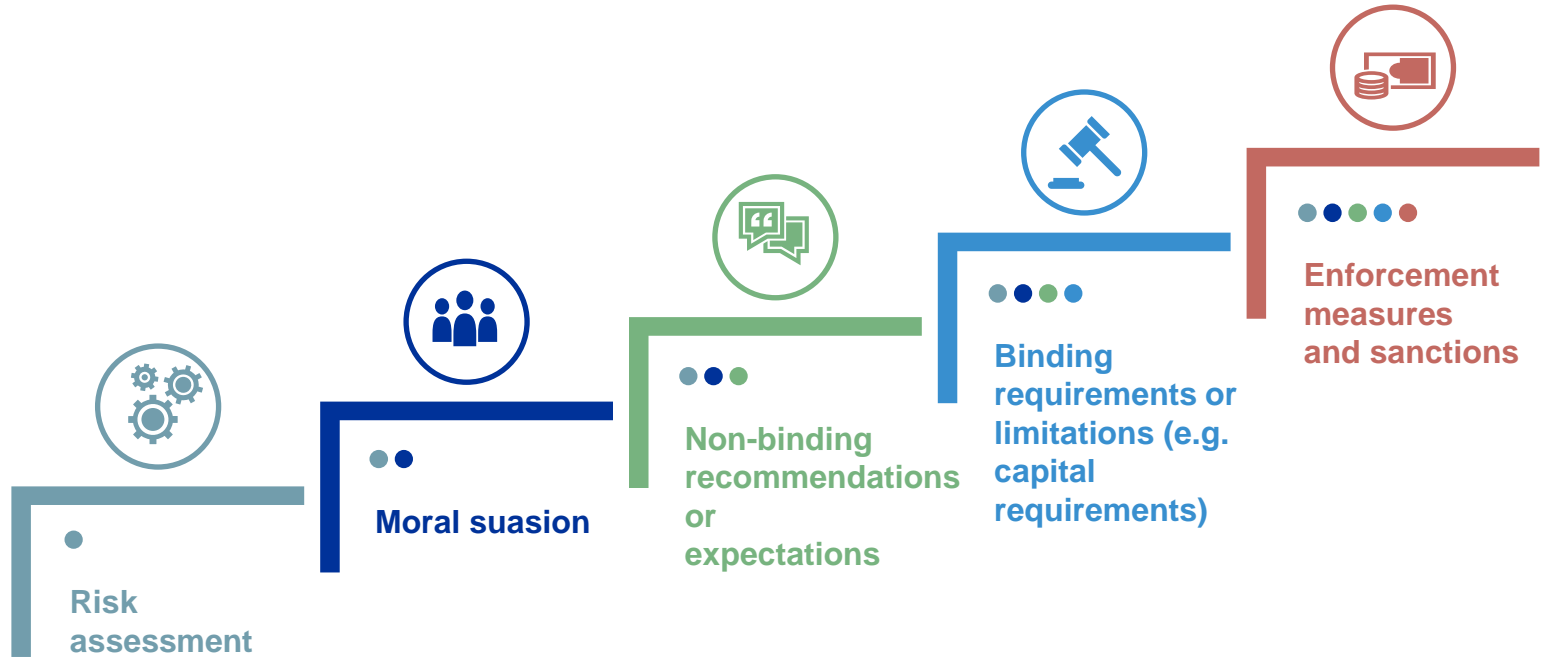 Risk
assessment
Moral suasion
Non-binding
recommendations
or
expectations
Binding
requirements or
limitations (e.g.
capital
requirements)
Enforcement
measures
and sanctions